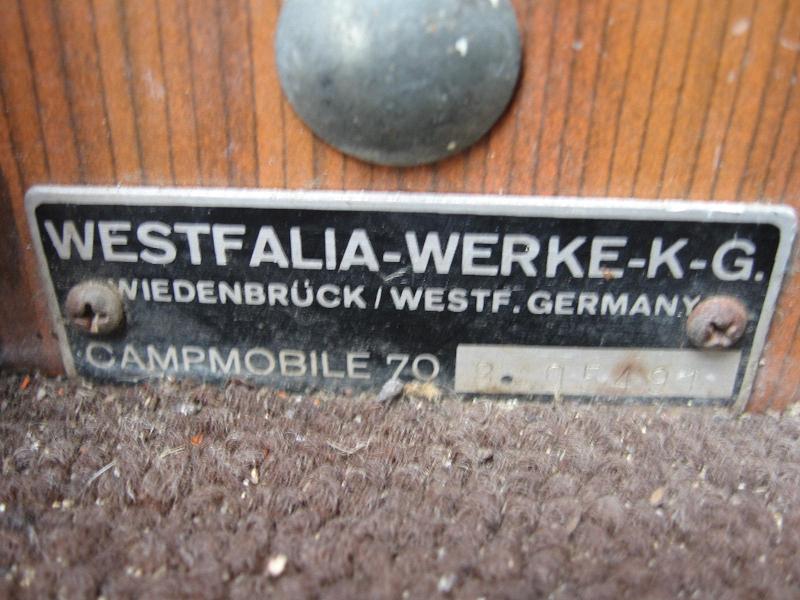 WESTFALIA-WERKE-K-G.
WIEDENBRÜCK / WESTF. GERMANY
CAMPMOBILE 70